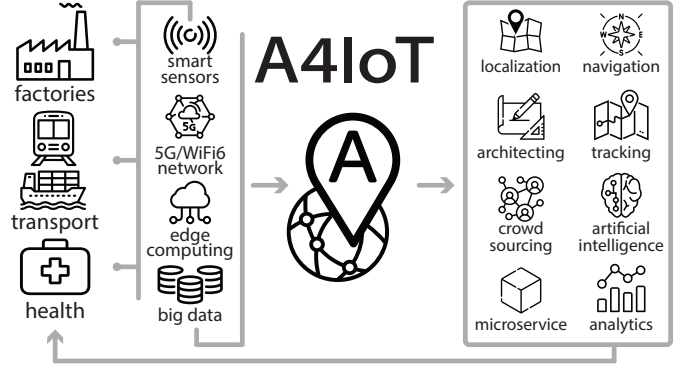 factories
transport
health
smart
sensors
5G
5G/WiFi6
network
edge
computing
big data
A4IoT
A
localization
N
W E
S
navigation
architecting
tracking
crowd
sourcing
artificial
intelligence
microservice
analytics